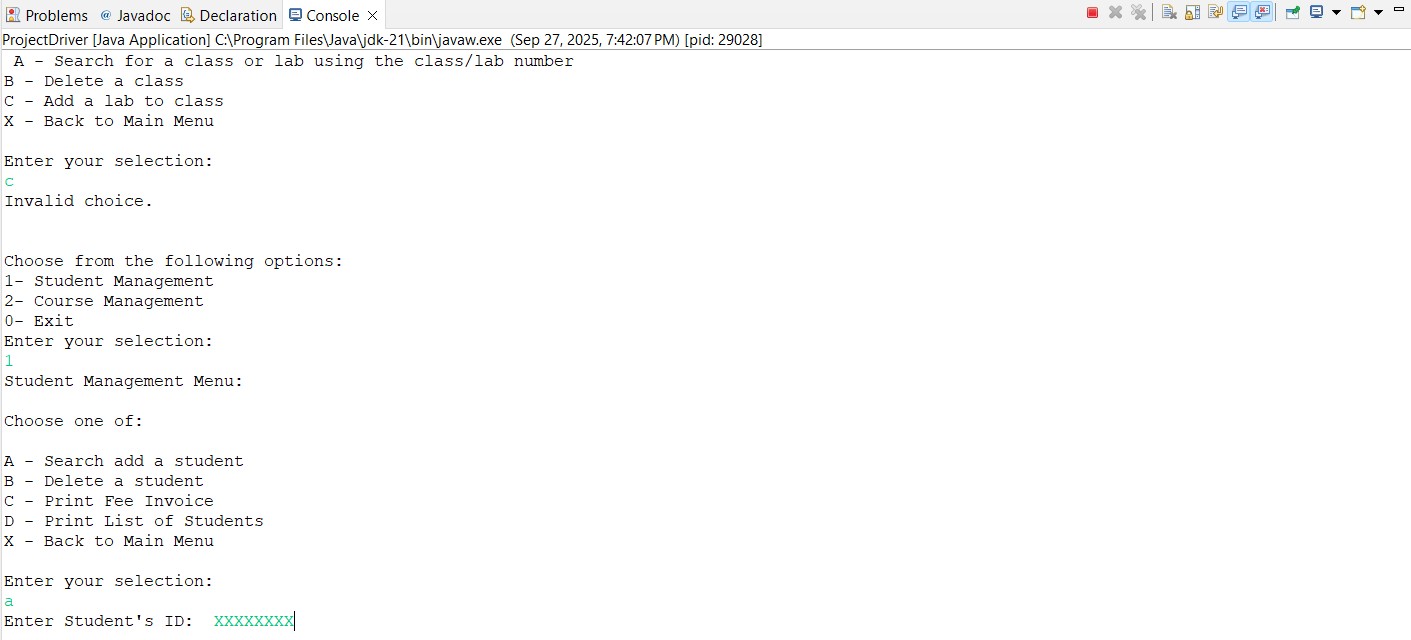 Problems @ Javadoc Declaration Console
ProjectDriver [Java Application] C:\Program Files\Java\jdk-21\bin\javaw.exe (Sep 27, 2025, 7:42:07 PM) [pid: 29028]
A - Search for a class or lab using the class/lab number
B - Delete a class
C - Add a lab to class
X - Back to Main Menu
Enter your selection:
c
Invalid choice.
Choose from the following options:
1- Student Management
2- Course Management
0- Exit
Enter your selection:
1
Student Management Menu:
Choose one of:
A - Search add a student
B - Delete a student
C - Print Fee Invoice
D - Print List of Students
X - Back to Main Menu
Enter your selection:
a
Enter Student's ID:  XXXXXXXX